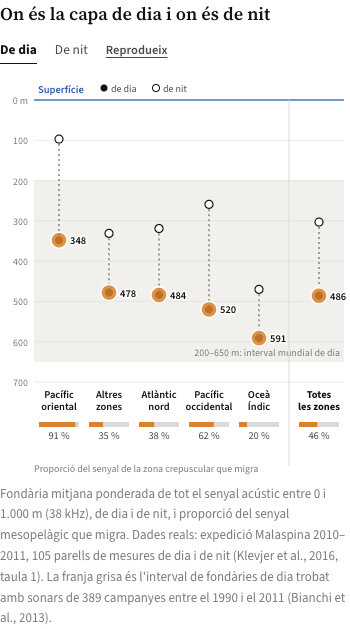 On és la capa de dia i on és de nit
De dia De nit Reprodueix
Superfície de dia de nit
0 m
100
200
300
400
500
600
700
348
478
484
520
591
486
200–650 m: interval mundial de dia
Pacífic oriental
Altres zones
Atlàntic nord
Pacífic occidental
Oceà Índic
Totes les zones
91 % 35 % 38 % 62 % 20 % 46 %
Proporció del senyal de la zona crepuscular que migra
Fondària mitjana ponderada de tot el senyal acústic entre 0 i
1.000 m (38 kHz), de dia i de nit, i proporció del senyal
mesopelàgic que migra. Dades reals: expedició Malaspina 2010–
2011, 105 parells de mesures de dia i de nit (Klevjer et al., 2016,
taula 1). La franja grisa és l'interval de fondàries de dia trobat
amb sonars de 389 campanyes entre el 1990 i el 2011 (Bianchi et
al., 2013).